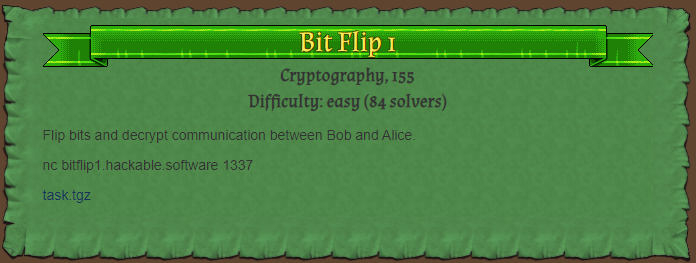 Bit Flip 1
Cryptography, 155
Difficulty: easy (84 solvers)
Flip bits and decrypt communication between Bob and Alice.
nc bitflip1.hackable.software 1337
task.tgz